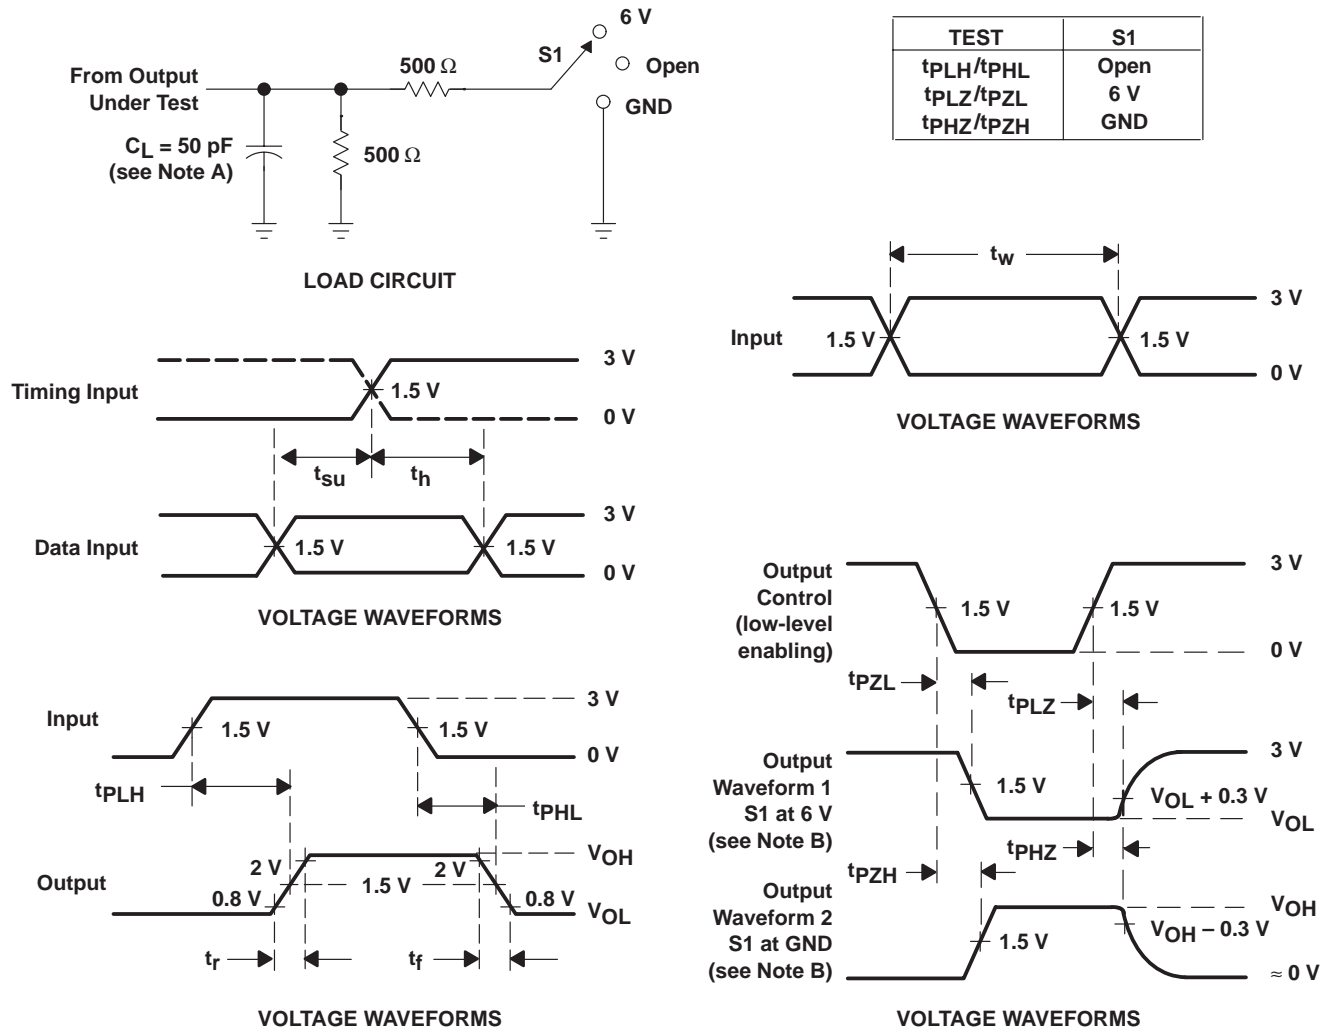 6 V
S1
Open
GND
500 Ω
From Output
Under Test
CL = 50 pF
(see Note A)
500 Ω
LOAD CIRCUIT
TEST S1
tPLH/tPHL Open
tPLZ/tPZL 6 V
tPHZ/tPZH GND
tw
3 V
Input
1.5 V
1.5 V
0 V
VOLTAGE WAVEFORMS
3 V
Timing Input
1.5 V
0 V
tsu
th
3 V
Data Input
1.5 V
1.5 V
0 V
VOLTAGE WAVEFORMS
3 V
Input
1.5 V
1.5 V
0 V
tPLH
tPHL
VOH
2 V
2 V
Output
1.5 V
0.8 V
0.8 V
VOL
tr
tf
VOLTAGE WAVEFORMS
Output
Control
(low-level
enabling)
3 V
1.5 V
1.5 V
0 V
tPZL
tPLZ
Output
Waveform 1
S1 at 6 V
(see Note B)
3 V
1.5 V
VOL + 0.3 V
VOL
tPHZ
tPZH
Output
Waveform 2
S1 at GND
(see Note B)
VOH
1.5 V
VOH – 0.3 V
≈ 0 V
VOLTAGE WAVEFORMS